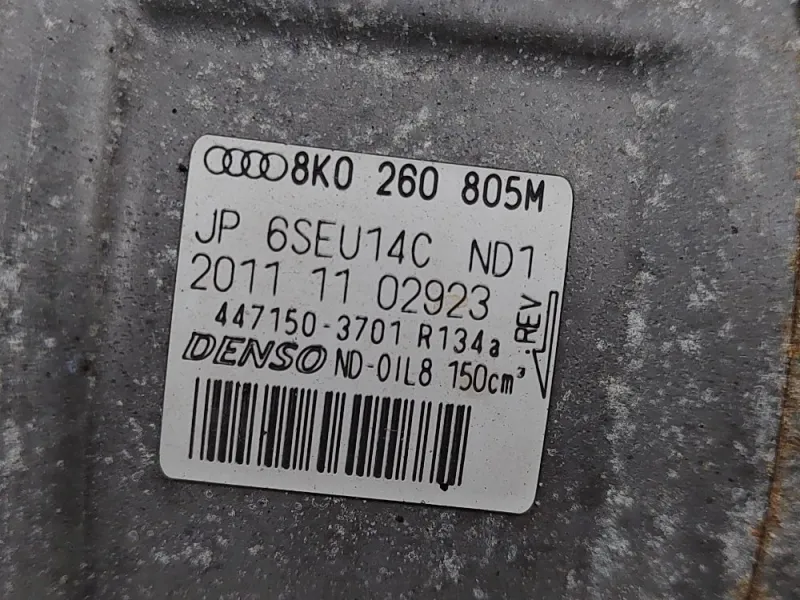 8K0 260 805M
JP 6SEU14C ND1
2011 11 02923
447150-3701 R134a
DENSO ND-OIL8 150cm³
REV